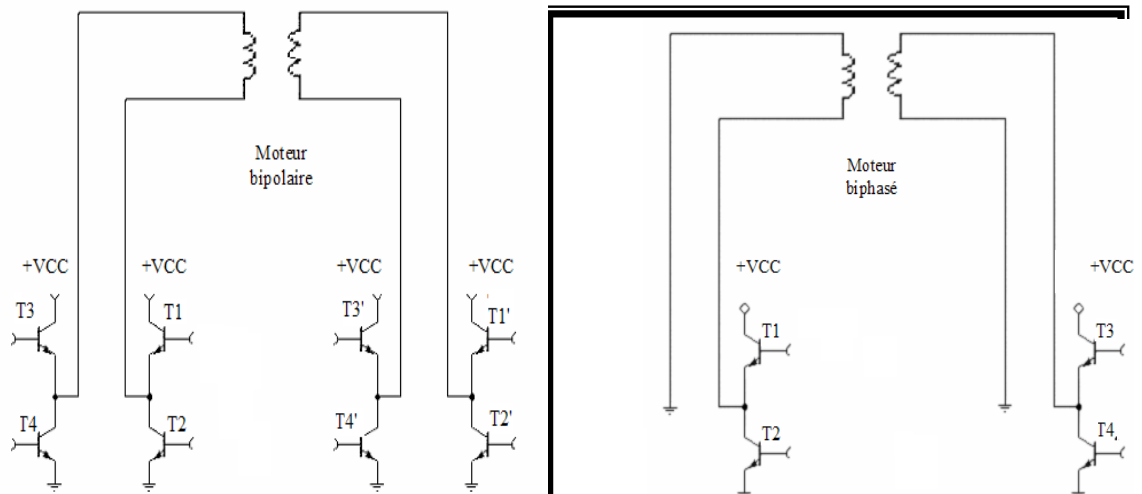 Moteur
bipolaire
+VCC +VCC +VCC +VCC
T3 T1 T3' T1'
T4 T2 T4' T2'
Moteur
biphasé
+VCC +VCC
T1 T3
T2 T4